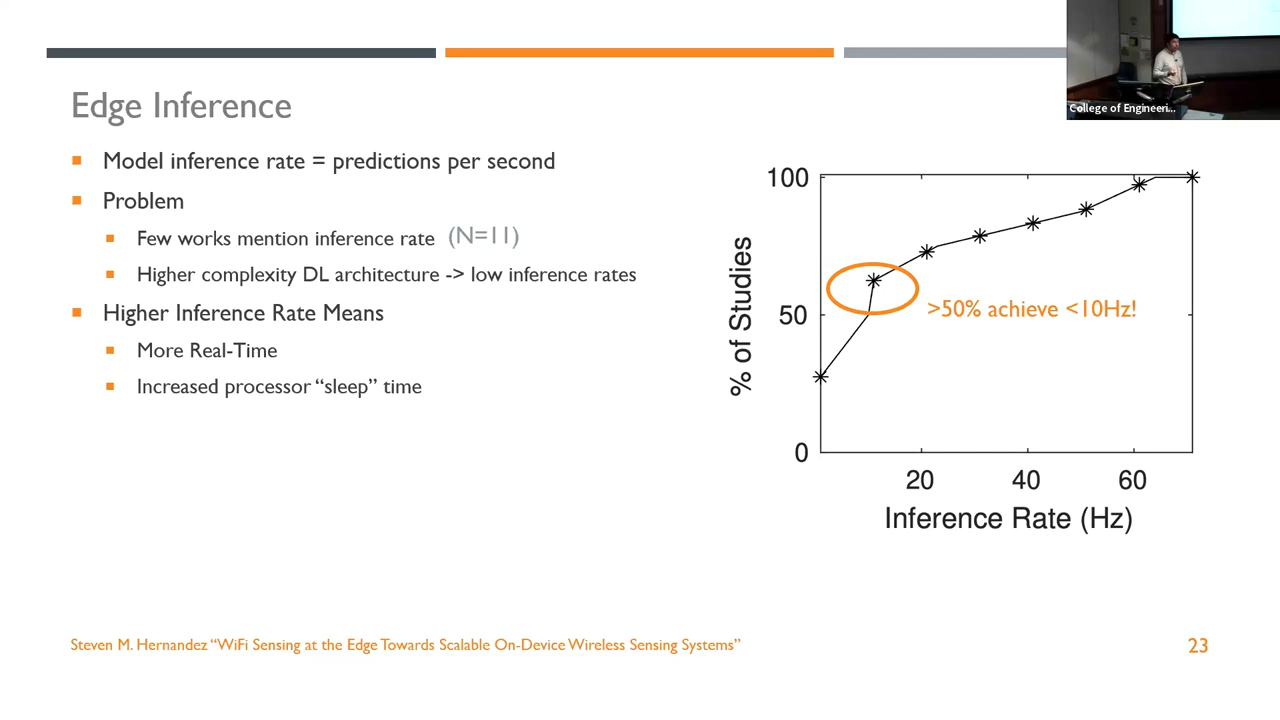 College of Engineeri...
Edge Inference
Model inference rate = predictions per second
Problem
Few works mention inference rate (N=11)
Higher complexity DL architecture -> low inference rates
Higher Inference Rate Means
More Real-Time
Increased processor “sleep” time
100
50
0
% of Studies
>50% achieve <10Hz!
20 40 60
Inference Rate (Hz)
Steven M. Hernandez “WiFi Sensing at the Edge Towards Scalable On-Device Wireless Sensing Systems”
23